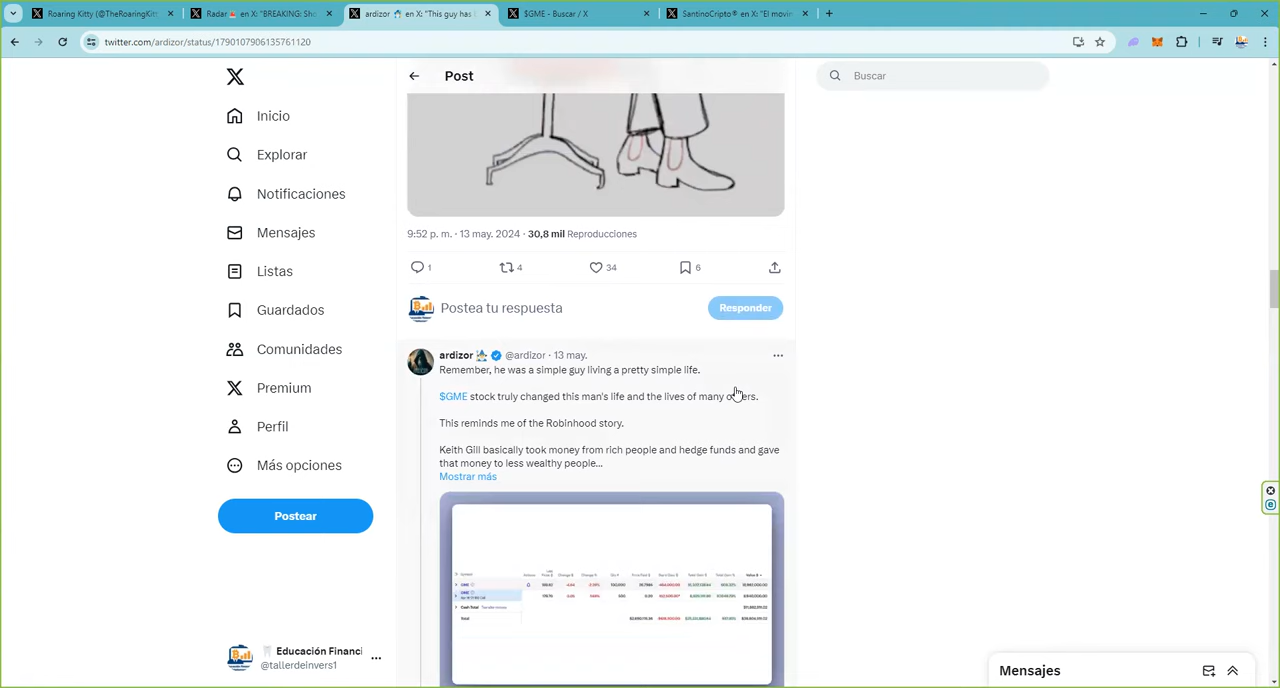 Roaring Kitty (@TheRoaringKitt
Radar en X: "BREAKING: She
ardizor en X: "This guy has
$GME - Buscar / X
SantinoCripto® en X: "El movin
twitter.com/ardizor/status/1790107906135761120
Post
Buscar
Inicio
Explorar
Notificaciones
Mensajes
Listas
Guardados
Comunidades
Premium
Perfil
Más opciones
Postear
Educación Financi
@tallerdeinvers1
9:52 p. m. · 13 may. 2024 · 30,8 mil Reproducciones
1 4 34 6
Postea tu respuesta
Responder
ardizor @ardizor · 13 may.
Remember, he was a simple guy living a pretty simple life.
$GME stock truly changed this man's life and the lives of many others.
This reminds me of the Robinhood story.
Keith Gill basically took money from rich people and hedge funds and gave
that money to less wealthy people...
Mostrar más
Mensajes